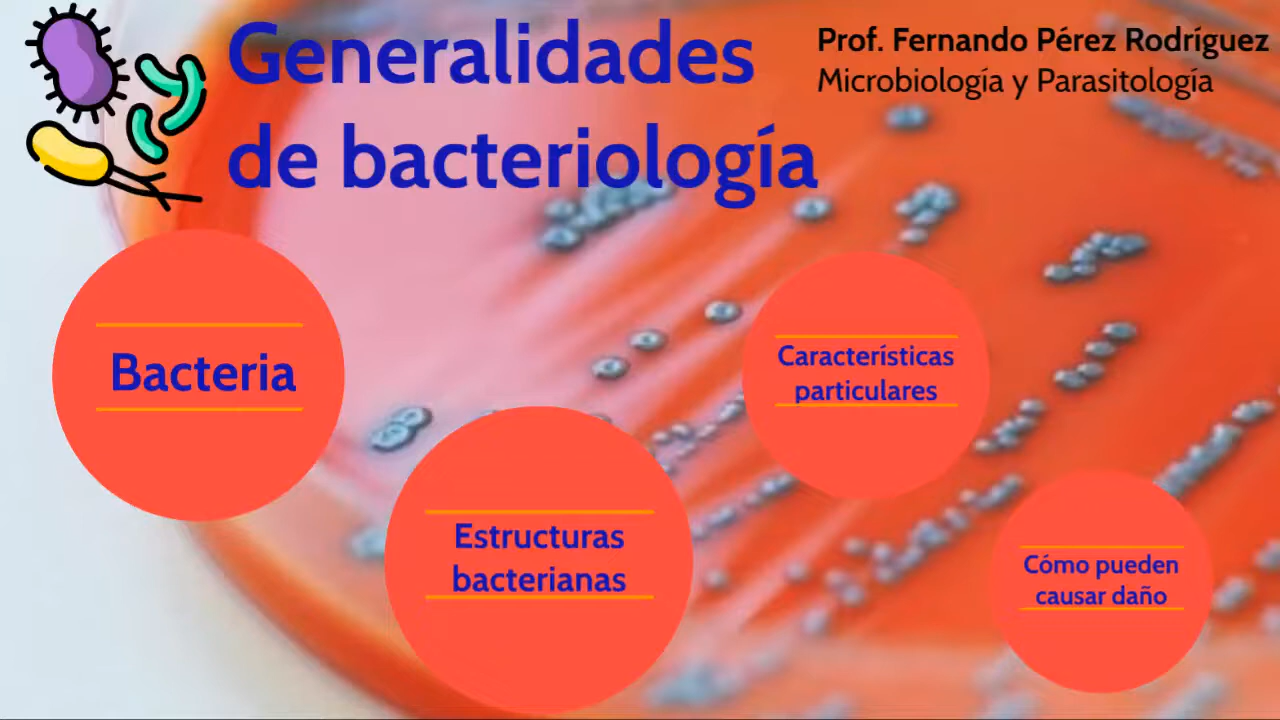 Generalidades
de bacteriología
Prof. Fernando Pérez Rodríguez
Microbiología y Parasitología
Bacteria
Estructuras
bacterianas
Características
particulares
Cómo pueden
causar daño